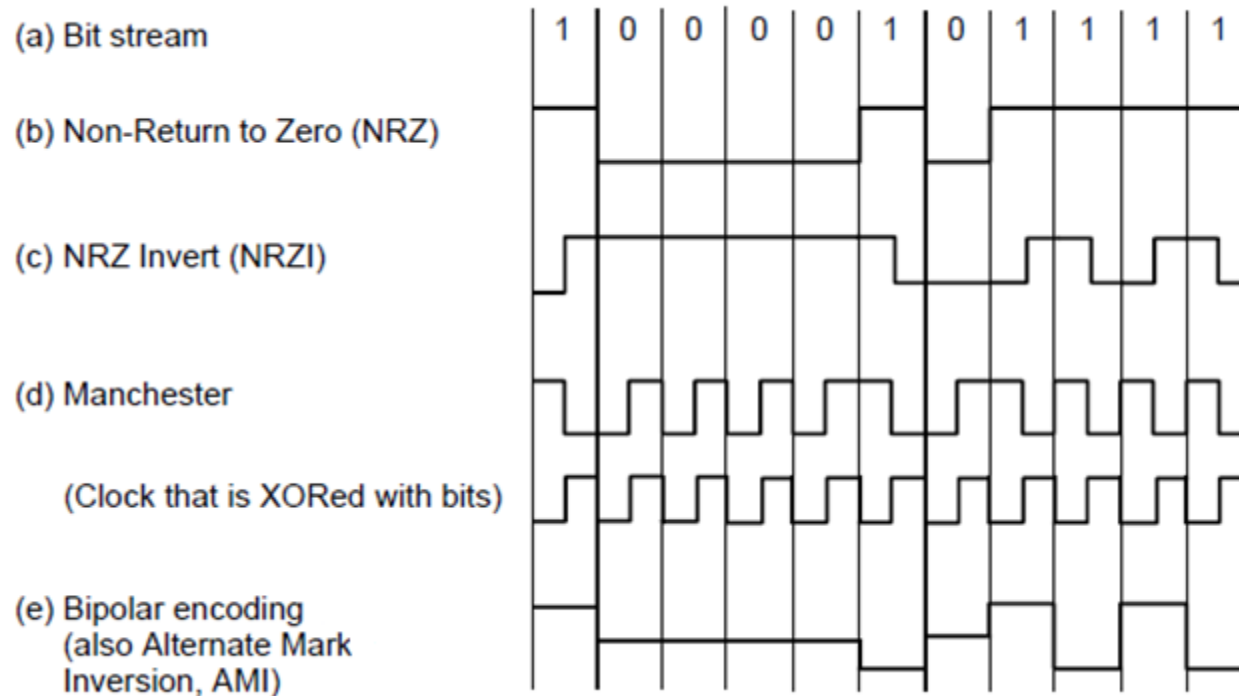 (a) Bit stream 1 0 0 0 0 1 0 1 1 1 1
(b) Non-Return to Zero (NRZ)
(c) NRZ Invert (NRZI)
(d) Manchester
(Clock that is XORed with bits)
(e) Bipolar encoding
(also Alternate Mark
Inversion, AMI)